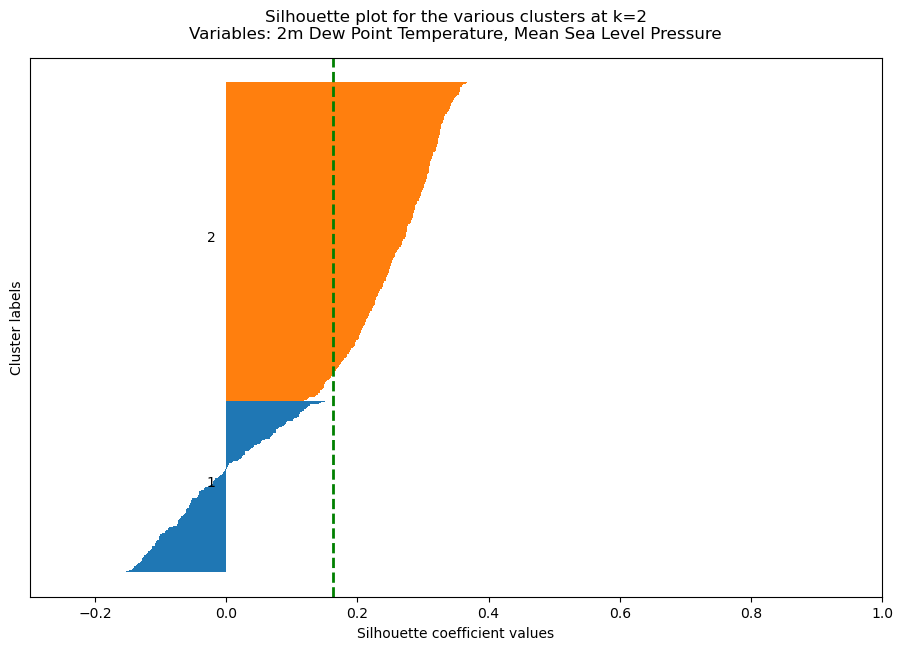 Silhouette plot for the various clusters at k=2
Variables: 2m Dew Point Temperature, Mean Sea Level Pressure
Cluster labels
2
1
−0.2 0.0 0.2 0.4 0.6 0.8 1.0
Silhouette coefficient values